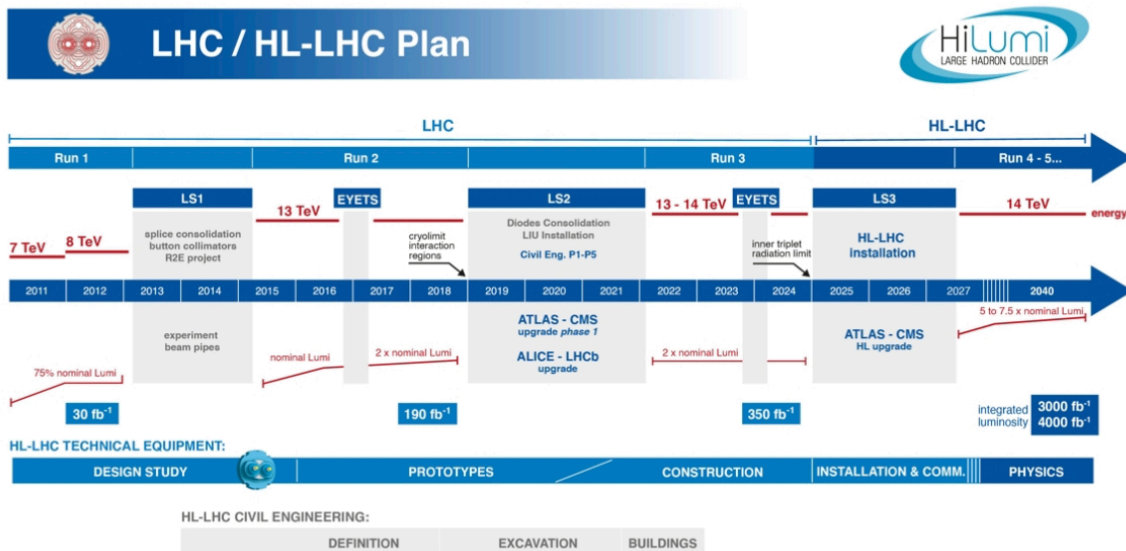 LHC / HL-LHC Plan
HiLumi
LARGE HADRON COLLIDER
LHC
HL-LHC
Run 1
Run 2
Run 3
Run 4 - 5...
LS1
EYETS
LS2
EYETS
LS3
13 TeV
13 - 14 TeV
14 TeV
energy
splice consolidation
button collimators
R2E project
Diodes Consolidation
LIU Installation
Civil Eng. P1-P5
cryolimit
interaction
regions
inner triplet
radiation limit
HL-LHC
installation
7 TeV
8 TeV
2011
2012
2013
2014
2015
2016
2017
2018
2019
2020
2021
2022
2023
2024
2025
2026
2027
2040
5 to 7.5 x nominal Lumi
experiment
beam pipes
ATLAS - CMS
upgrade phase 1
ALICE - LHCb
upgrade
ATLAS - CMS
HL upgrade
75% nominal Lumi
nominal Lumi
2 x nominal Lumi
2 x nominal Lumi
30 fb⁻¹
190 fb⁻¹
350 fb⁻¹
integrated
luminosity
3000 fb⁻¹
4000 fb⁻¹
HL-LHC TECHNICAL EQUIPMENT:
DESIGN STUDY
PROTOTYPES
CONSTRUCTION
INSTALLATION & COMM.
PHYSICS
HL-LHC CIVIL ENGINEERING:
DEFINITION
EXCAVATION
BUILDINGS